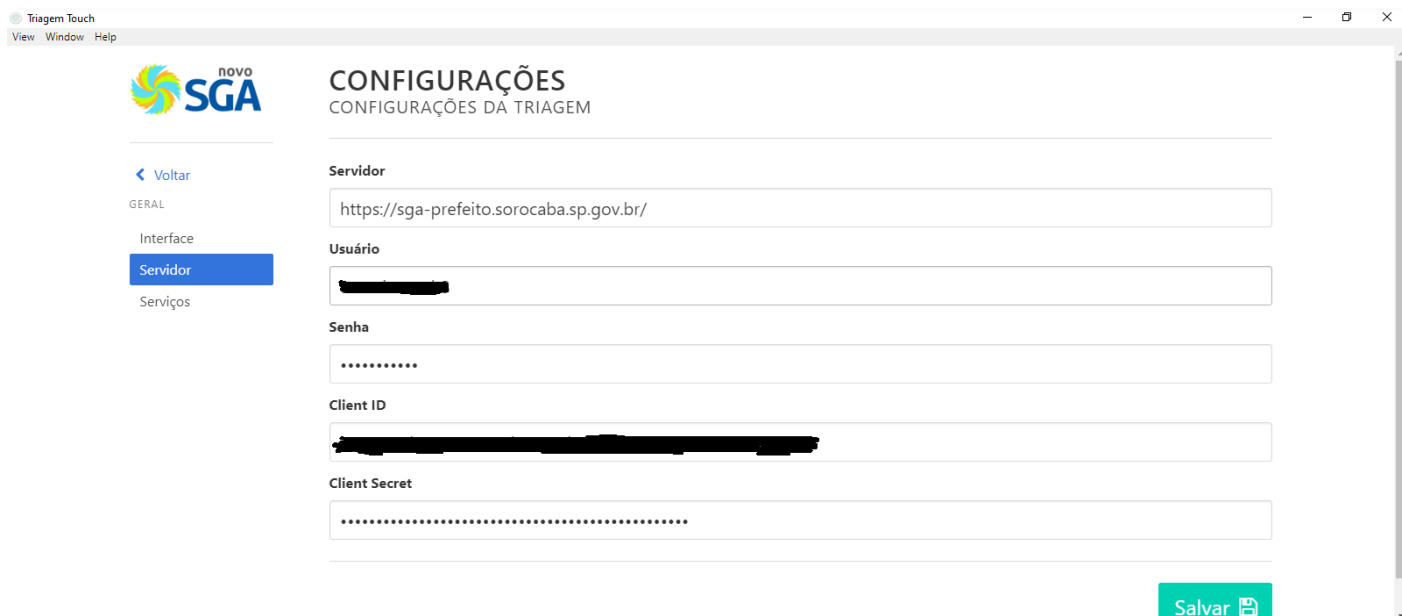 Triagem Touch
View Window Help
novo
SGA
CONFIGURAÇÕES
CONFIGURAÇÕES DA TRIAGEM
Voltar
GERAL
Interface
Servidor
Serviços
Servidor
https://sga-prefeito.sorocaba.sp.gov.br/
Usuário
Senha
•••••••••••
Client ID
Client Secret
•••••••••••••••••••••••••••••••••••••••••••••••••
Salvar